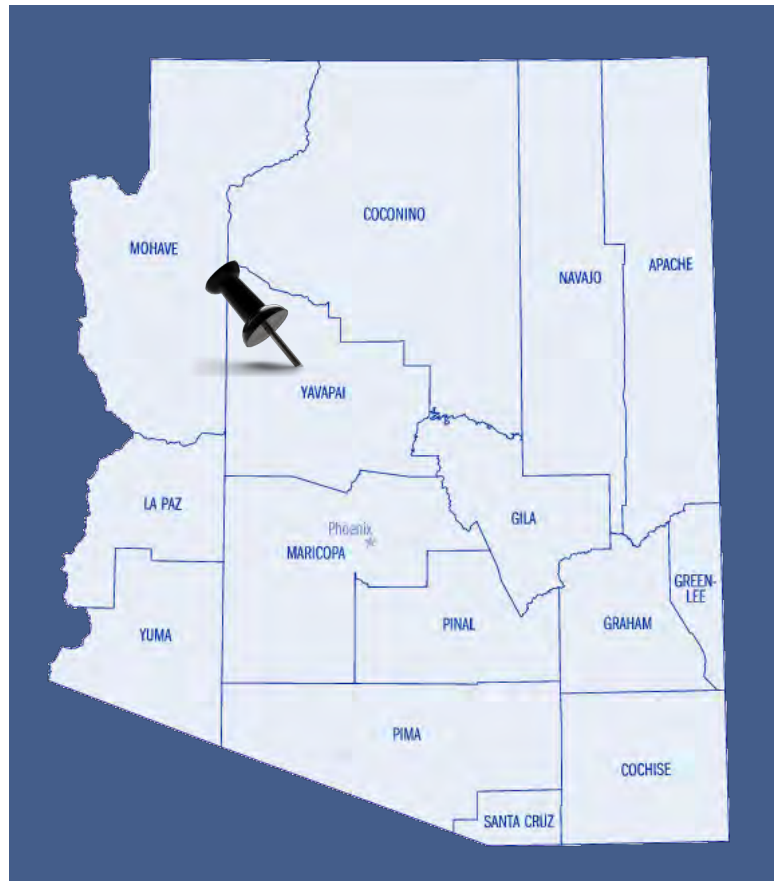 COCONINO
MOHAVE
NAVAJO
APACHE
YAVAPAI
LA PAZ
Phoenix
GILA
MARICOPA
GREEN-
LEE
YUMA
PINAL
GRAHAM
PIMA
COCHISE
SANTA CRUZ